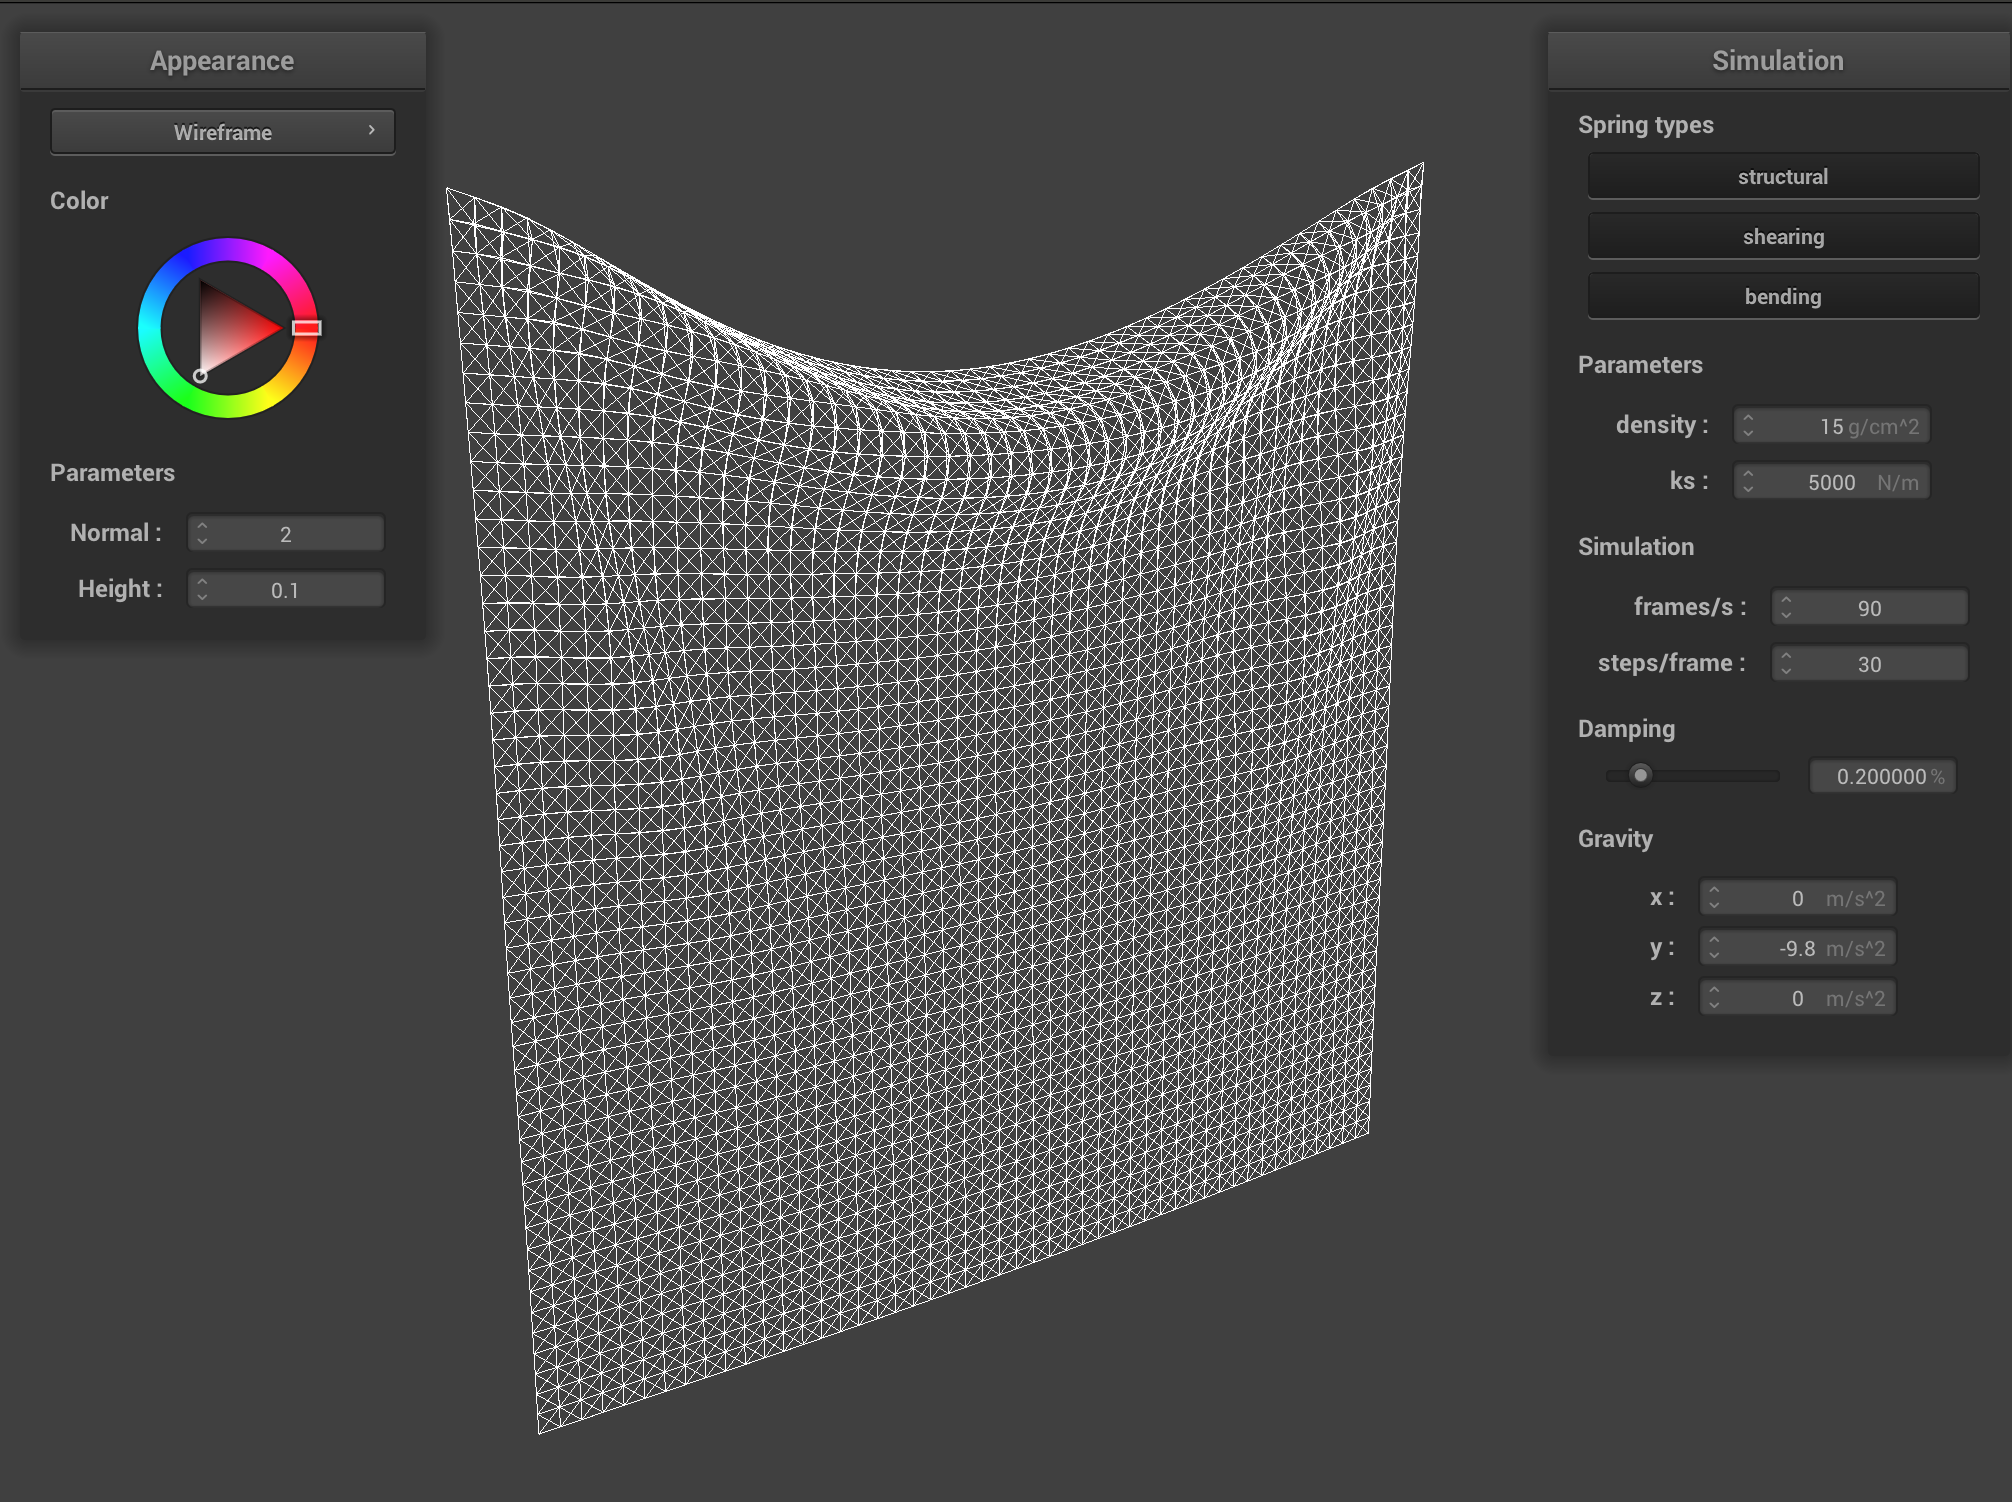 Appearance
Wireframe
Color
Parameters
Normal : 2
Height : 0.1
Simulation
Spring types
structural
shearing
bending
Parameters
density : 15 g/cm^2
ks : 5000 N/m
Simulation
frames/s : 90
steps/frame : 30
Damping
0.200000 %
Gravity
x : 0 m/s^2
y : -9.8 m/s^2
z : 0 m/s^2